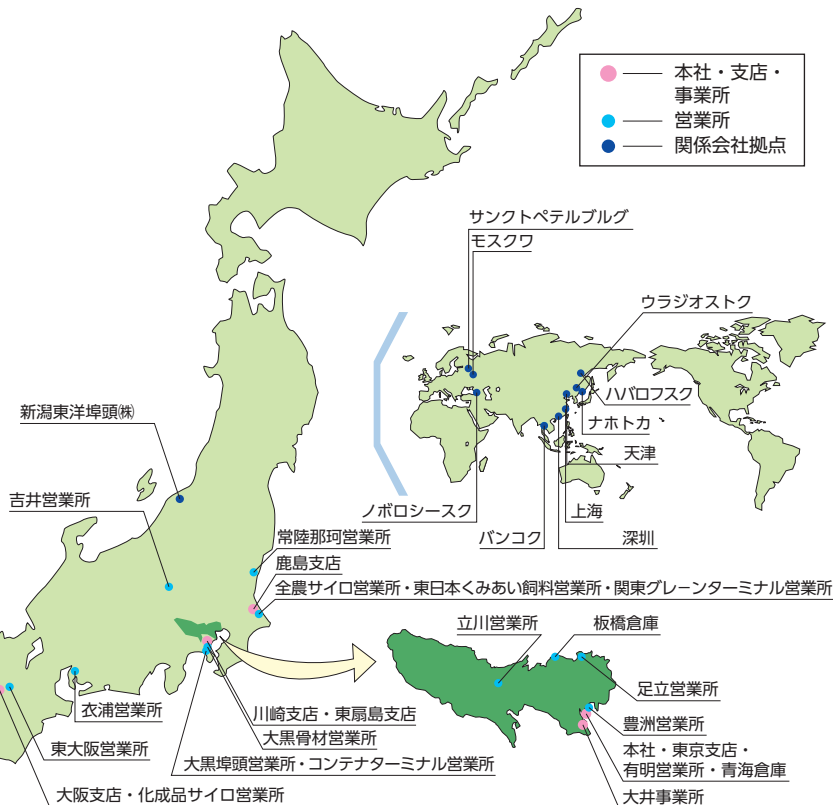 本社・支店・
事業所
営業所
関係会社拠点
サンクトペテルブルグ
モスクワ
ウラジオストク
ハバロフスク
ナホトカ
天津
上海
深圳
バンコク
ノボロシースク
新潟東洋埠頭㈱
吉井営業所
常陸那珂営業所
鹿島支店
全農サイロ営業所・東日本くみあい飼料営業所・関東グレーンターミナル営業所
立川営業所
板橋倉庫
足立営業所
豊洲営業所
本社・東京支店・
有明営業所・青海倉庫
大井事業所
衣浦営業所
東大阪営業所
大阪支店・化成品サイロ営業所
川崎支店・東扇島支店
大黒骨材営業所
大黒埠頭営業所・コンテナターミナル営業所